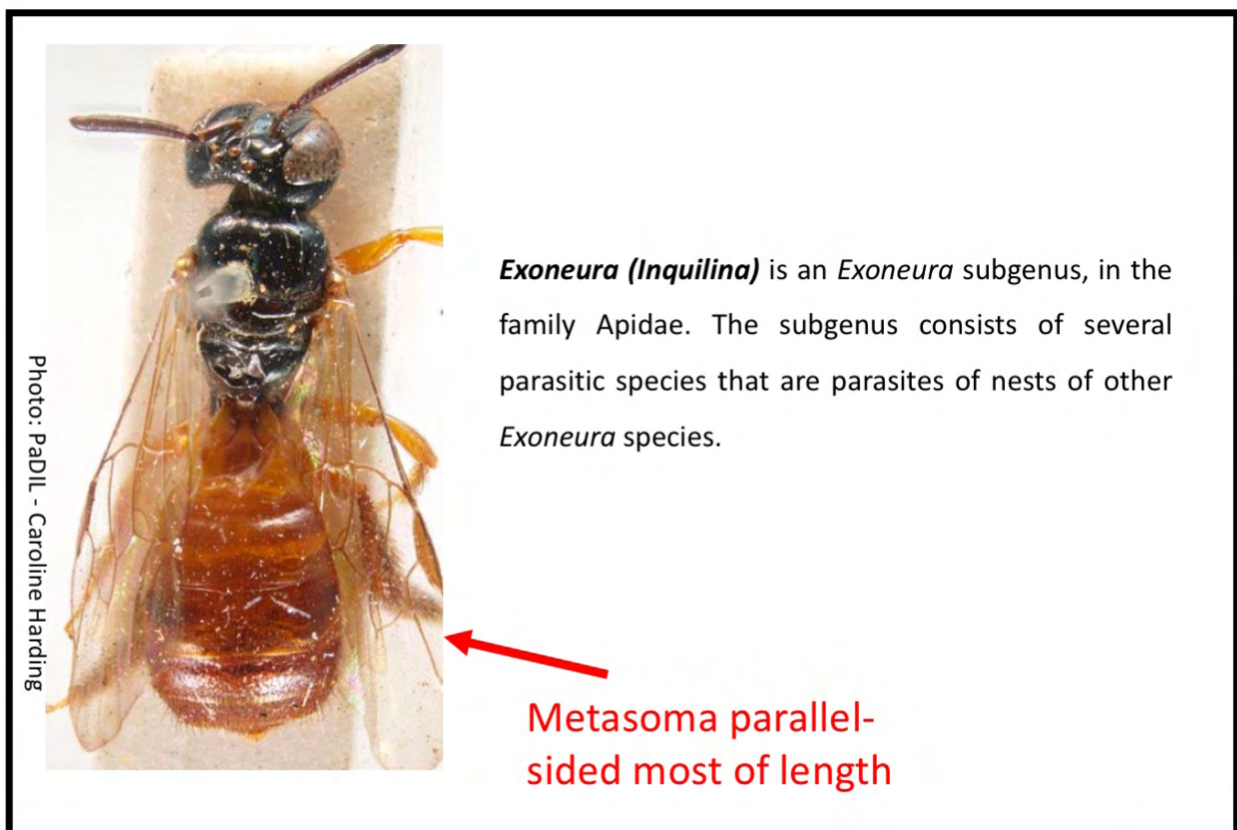 Exoneura (Inquilina) is an Exoneura subgenus, in the
family Apidae. The subgenus consists of several
parasitic species that are parasites of nests of other
Exoneura species.
Photo: PaDIL - Caroline Harding
Metasoma parallel-
sided most of length